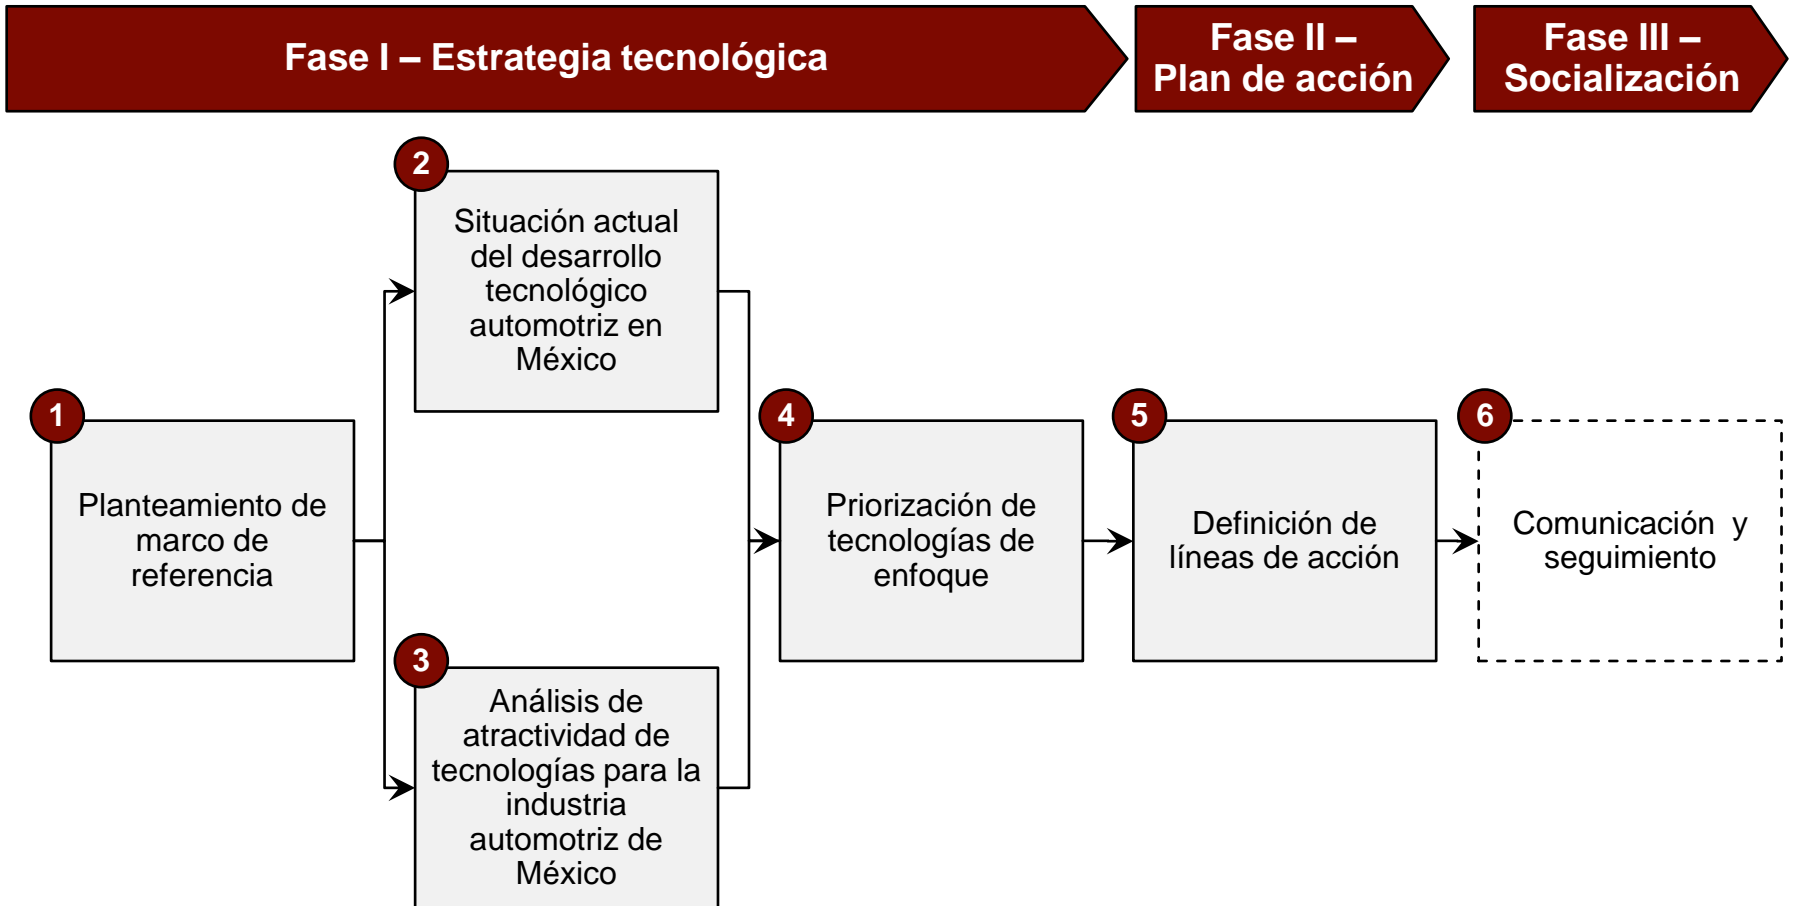 Fase I – Estrategia tecnológica
Fase II –
Plan de acción
Fase III –
Socialización
1
Planteamiento de
marco de
referencia
2
Situación actual
del desarrollo
tecnológico
automotriz en
México
3
Análisis de
atractividad de
tecnologías para la
industria
automotriz de
México
4
Priorización de
tecnologías de
enfoque
5
Definición de
líneas de acción
6
Comunicación y
seguimiento